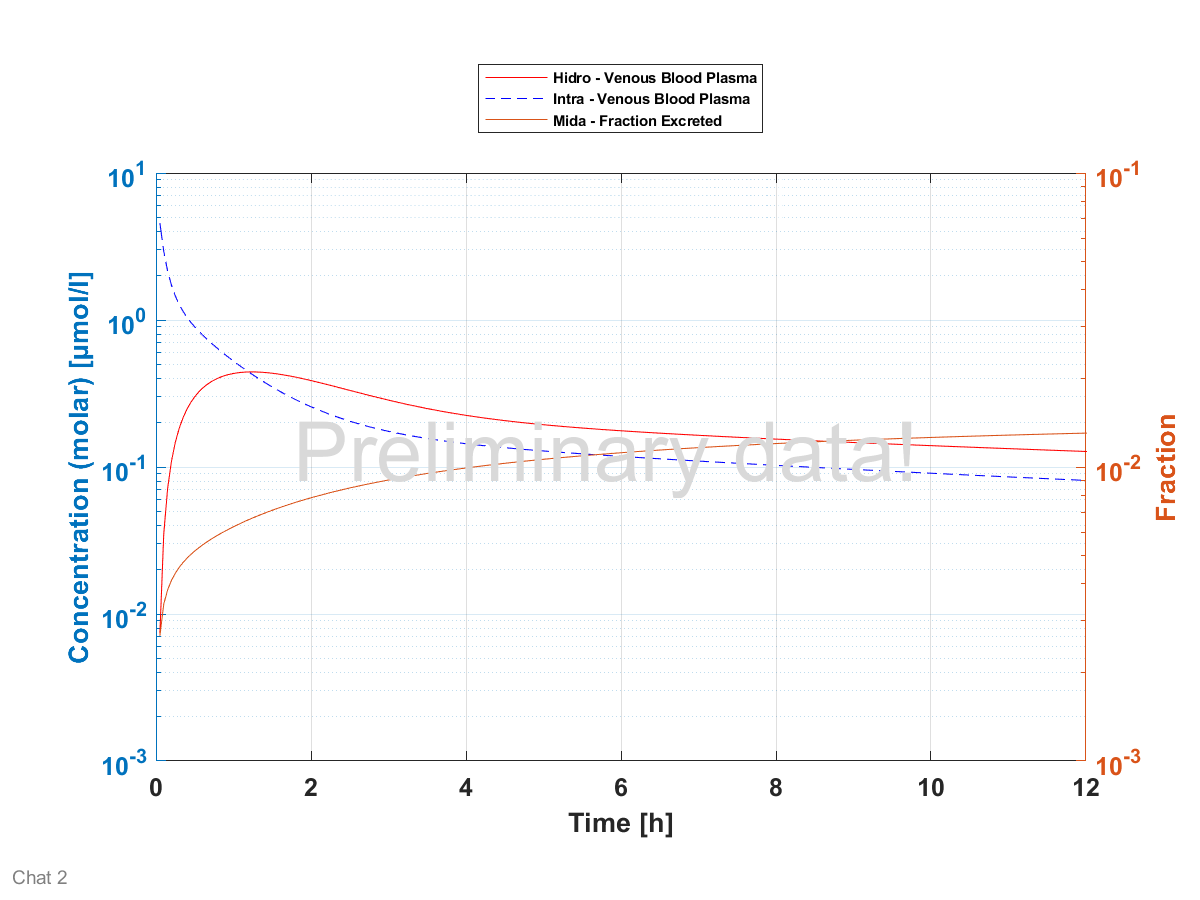 Hidro - Venous Blood Plasma
Intra - Venous Blood Plasma
Mida - Fraction Excreted
10^1
10^0
10^-1
10^-2
10^-3
Concentration (molar) [µmol/l]
Preliminary data!
10^-1
10^-2
10^-3
Fraction
0 2 4 6 8 10 12
Time [h]
Chat 2